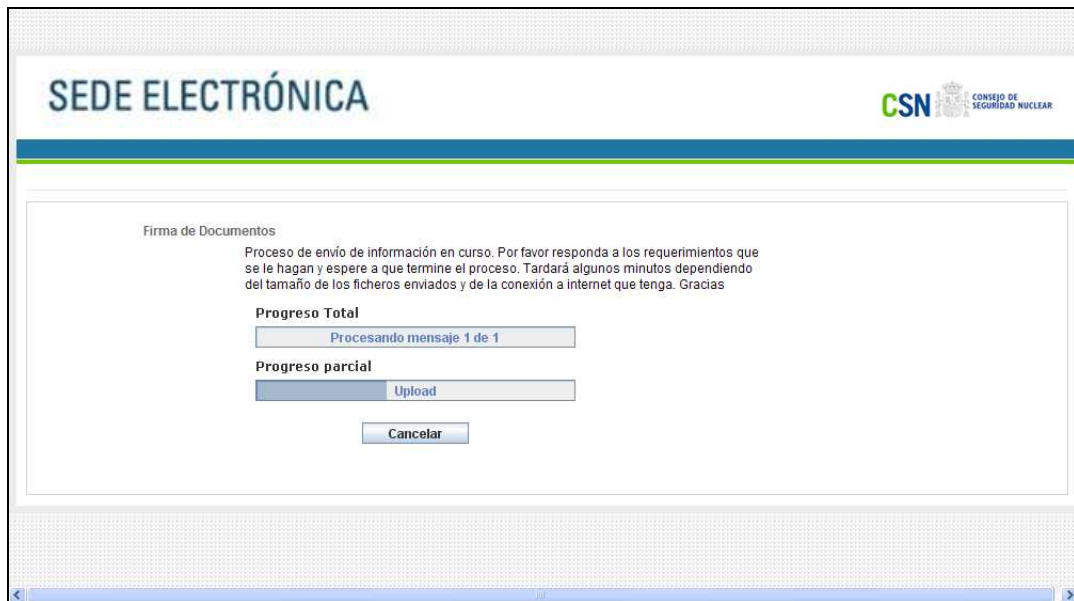 SEDE ELECTRÓNICA
CSN
CONSEJO DE
SEGURIDAD NUCLEAR
Firma de Documentos
Proceso de envío de información en curso. Por favor responda a los requerimientos que
se le hagan y espere a que termine el proceso. Tardará algunos minutos dependiendo
del tamaño de los ficheros enviados y de la conexión a internet que tenga. Gracias
Progreso Total
Procesando mensaje 1 de 1
Progreso parcial
Upload
Cancelar